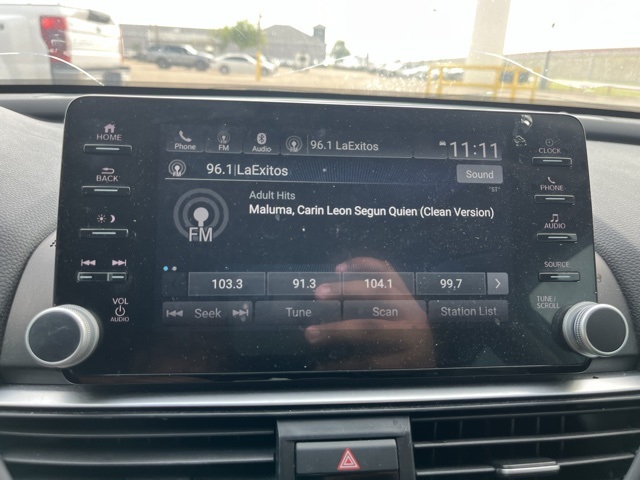 HOME
Phone FM Audio 96.1 LaExitos 11:11
CLOCK
96.1|LaExitos Sound
BACK
PHONE
Adult Hits "ST"
Maluma, Carin Leon Segun Quien (Clean Version)
FM
AUDIO
SOURCE
103.3 91.3 104.1 99.7
VOL
AUDIO
Seek Tune Scan Station List
TUNE/
SCROLL